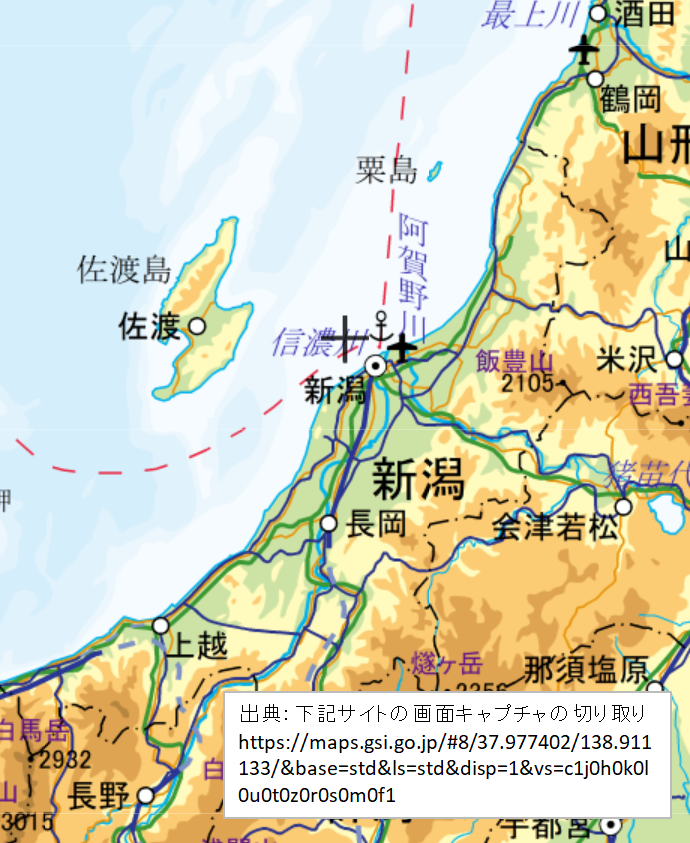 最上川
酒田
鶴岡
山形
粟島
阿賀野川
佐渡島
佐渡
信濃川
新潟
飯豊山
2105
米沢
西吾妻
新潟
猪苗代
長岡
会津若松
上越
燧ヶ岳
那須塩原
2356
白馬岳
2932
長野
3015
出典: 下記サイトの画面キャプチャの切り取り
https://maps.gsi.go.jp/#8/37.977402/138.911
133/&base=std&ls=std&disp=1&vs=c1j0h0k0l
0u0t0z0r0s0m0f1
宇都宮